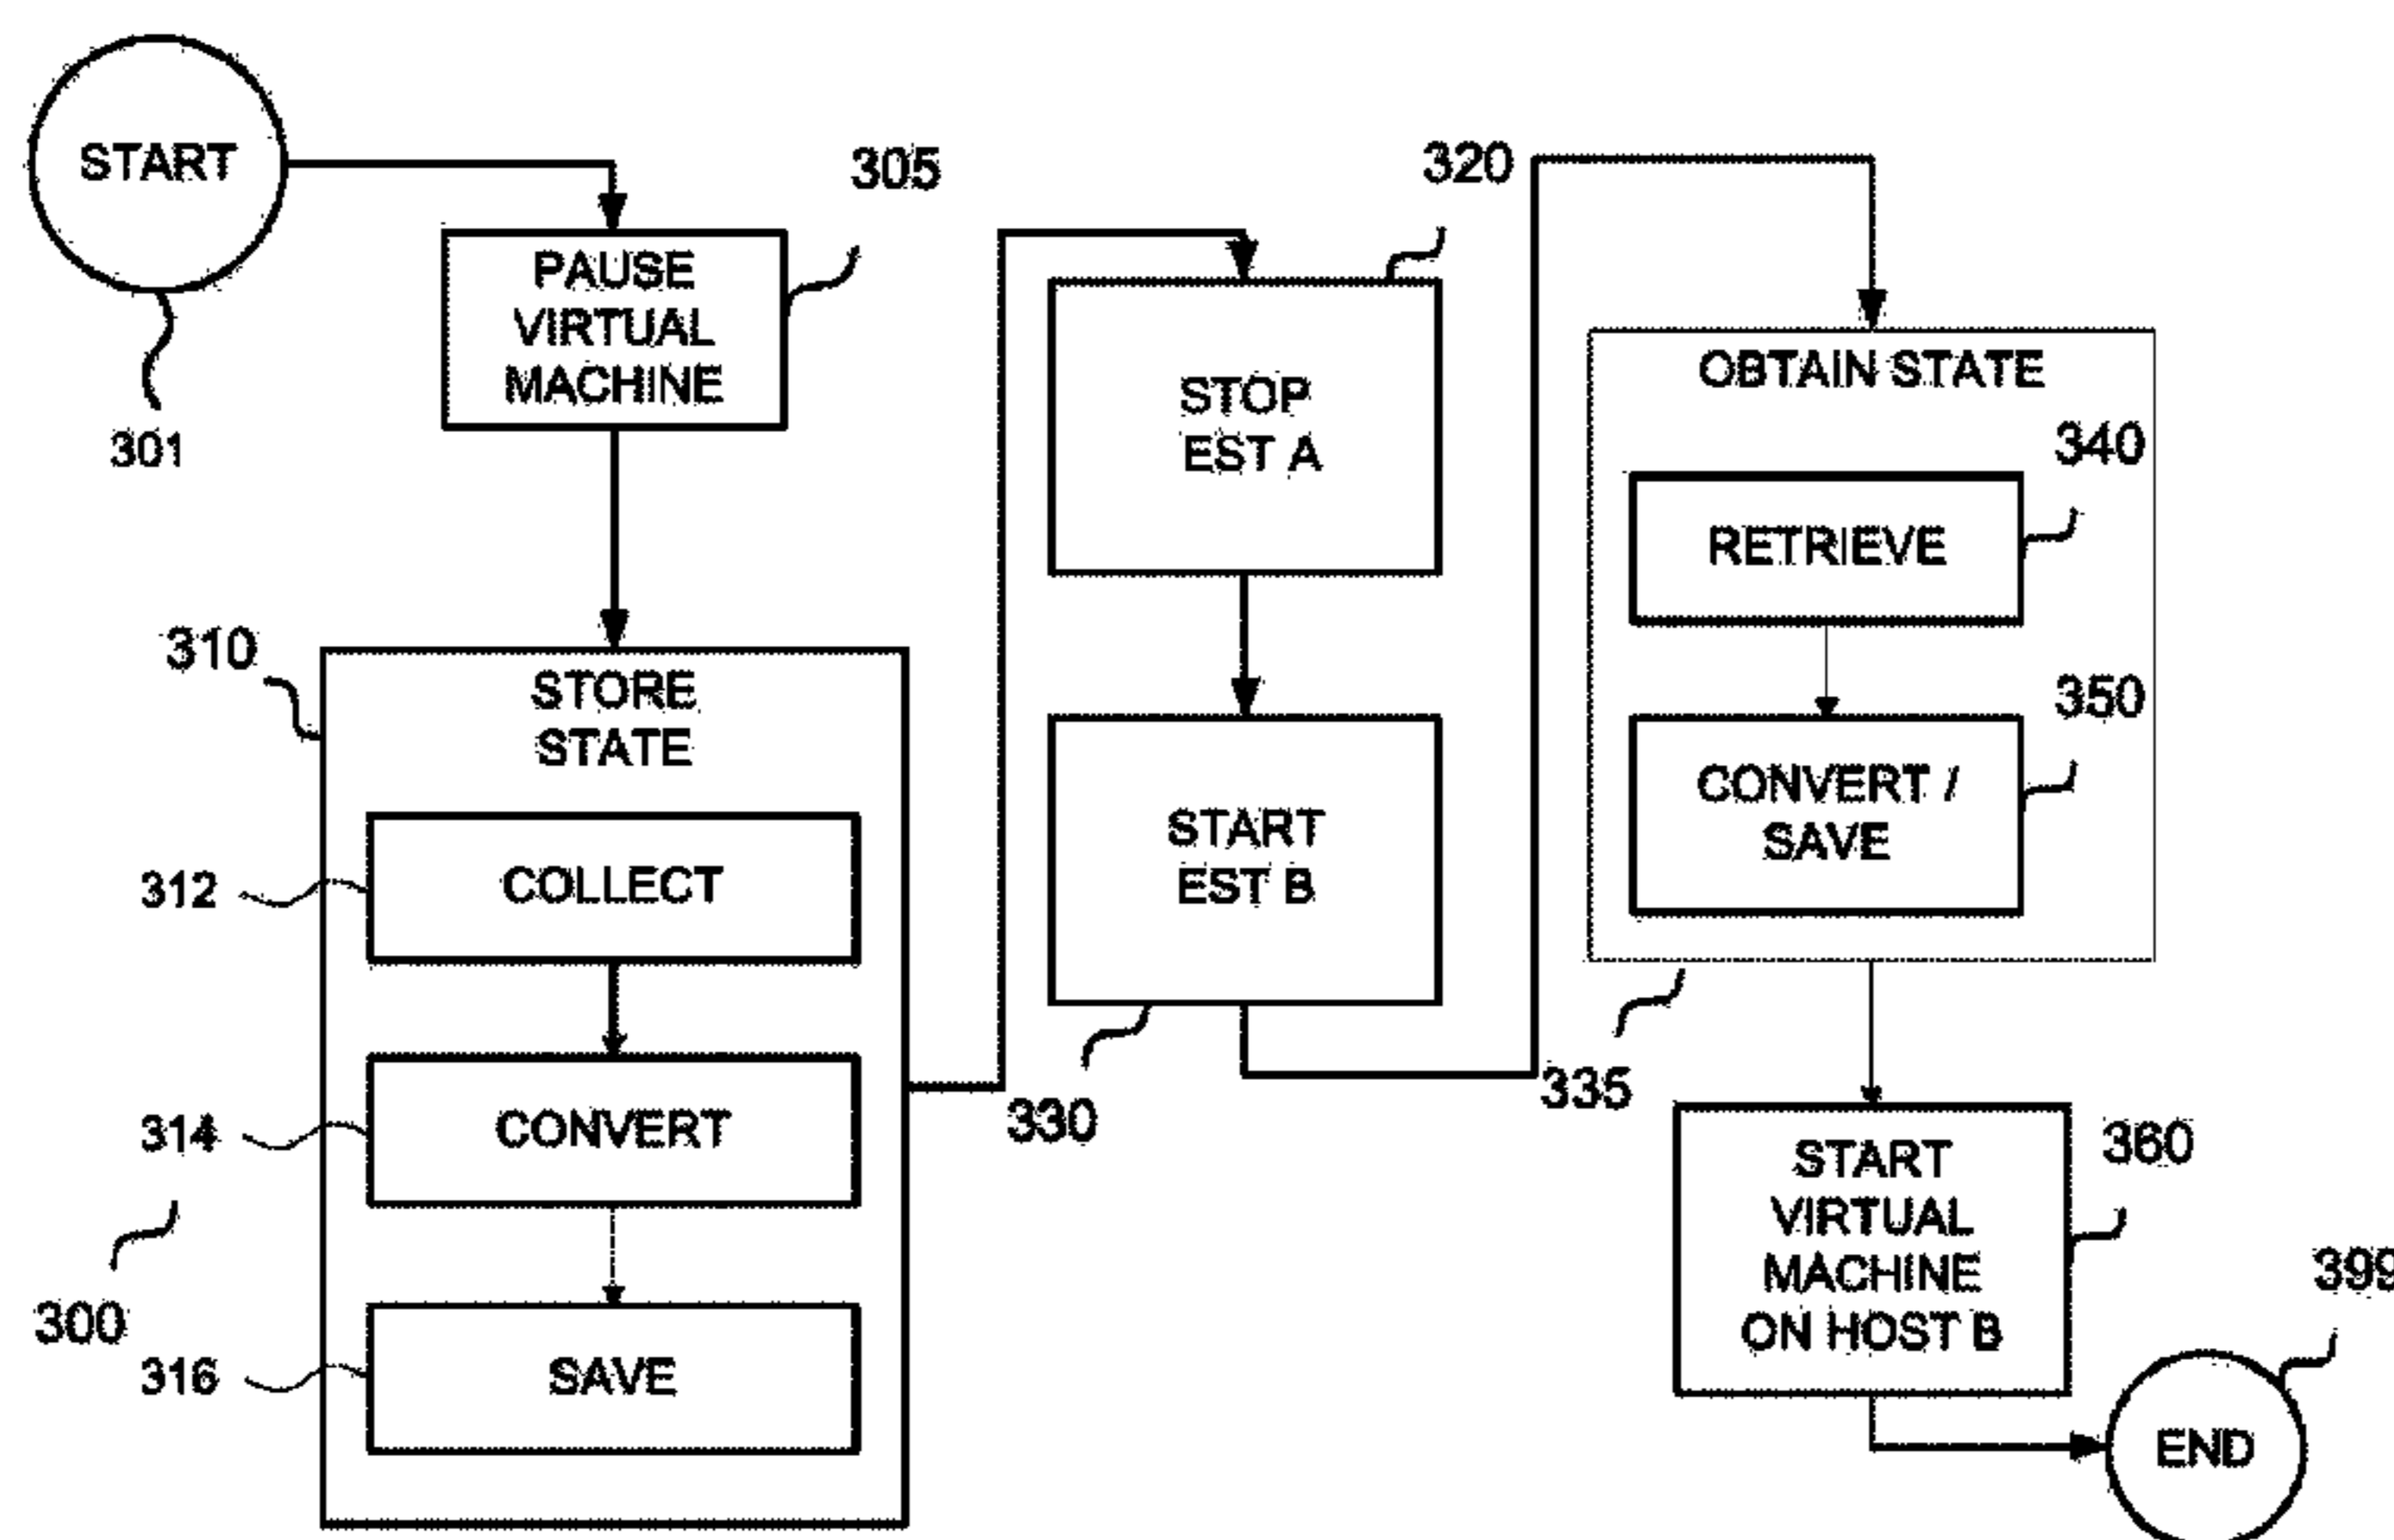 START
301
305
PAUSE
VIRTUAL
MACHINE
310
STORE
STATE
312
COLLECT
314
CONVERT
300
316
SAVE
320
STOP
EST A
START
EST B
330
OBTAIN STATE
340
RETRIEVE
350
CONVERT /
SAVE
335
360
START
VIRTUAL
MACHINE
ON HOST B
399
END